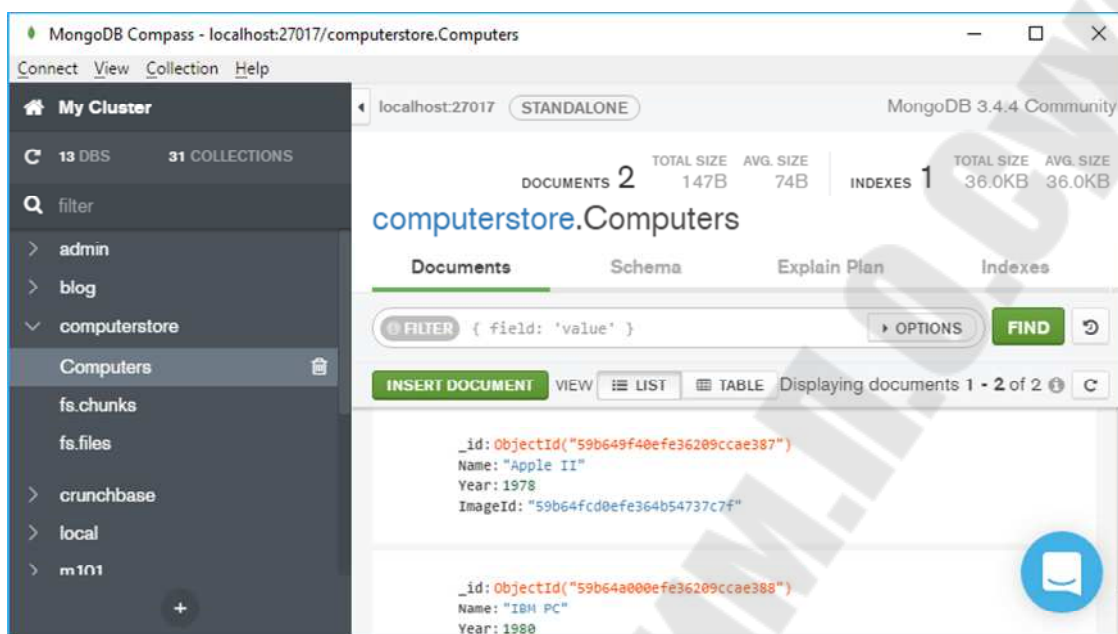 MongoDB Compass - localhost:27017/computerstore.Computers
Connect View Collection Help
My Cluster
13 DBS 31 COLLECTIONS
filter
admin
blog
computerstore
Computers
fs.chunks
fs.files
crunchbase
local
m101
+
localhost:27017 STANDALONE MongoDB 3.4.4 Community
DOCUMENTS 2 TOTAL SIZE 147B AVG. SIZE 74B INDEXES 1 TOTAL SIZE 36.0KB AVG. SIZE 36.0KB
computerstore.Computers
Documents Schema Explain Plan Indexes
FILTER { field: 'value' } OPTIONS FIND
INSERT DOCUMENT VIEW LIST TABLE Displaying documents 1 - 2 of 2
_id: ObjectId("59b649f40efe36209ccae387")
Name: "Apple II"
Year: 1978
ImageId: "59b64fcd0efe364b54737c7f"
_id: ObjectId("59b64a000efe36209ccae388")
Name: "IBM PC"
Year: 1980